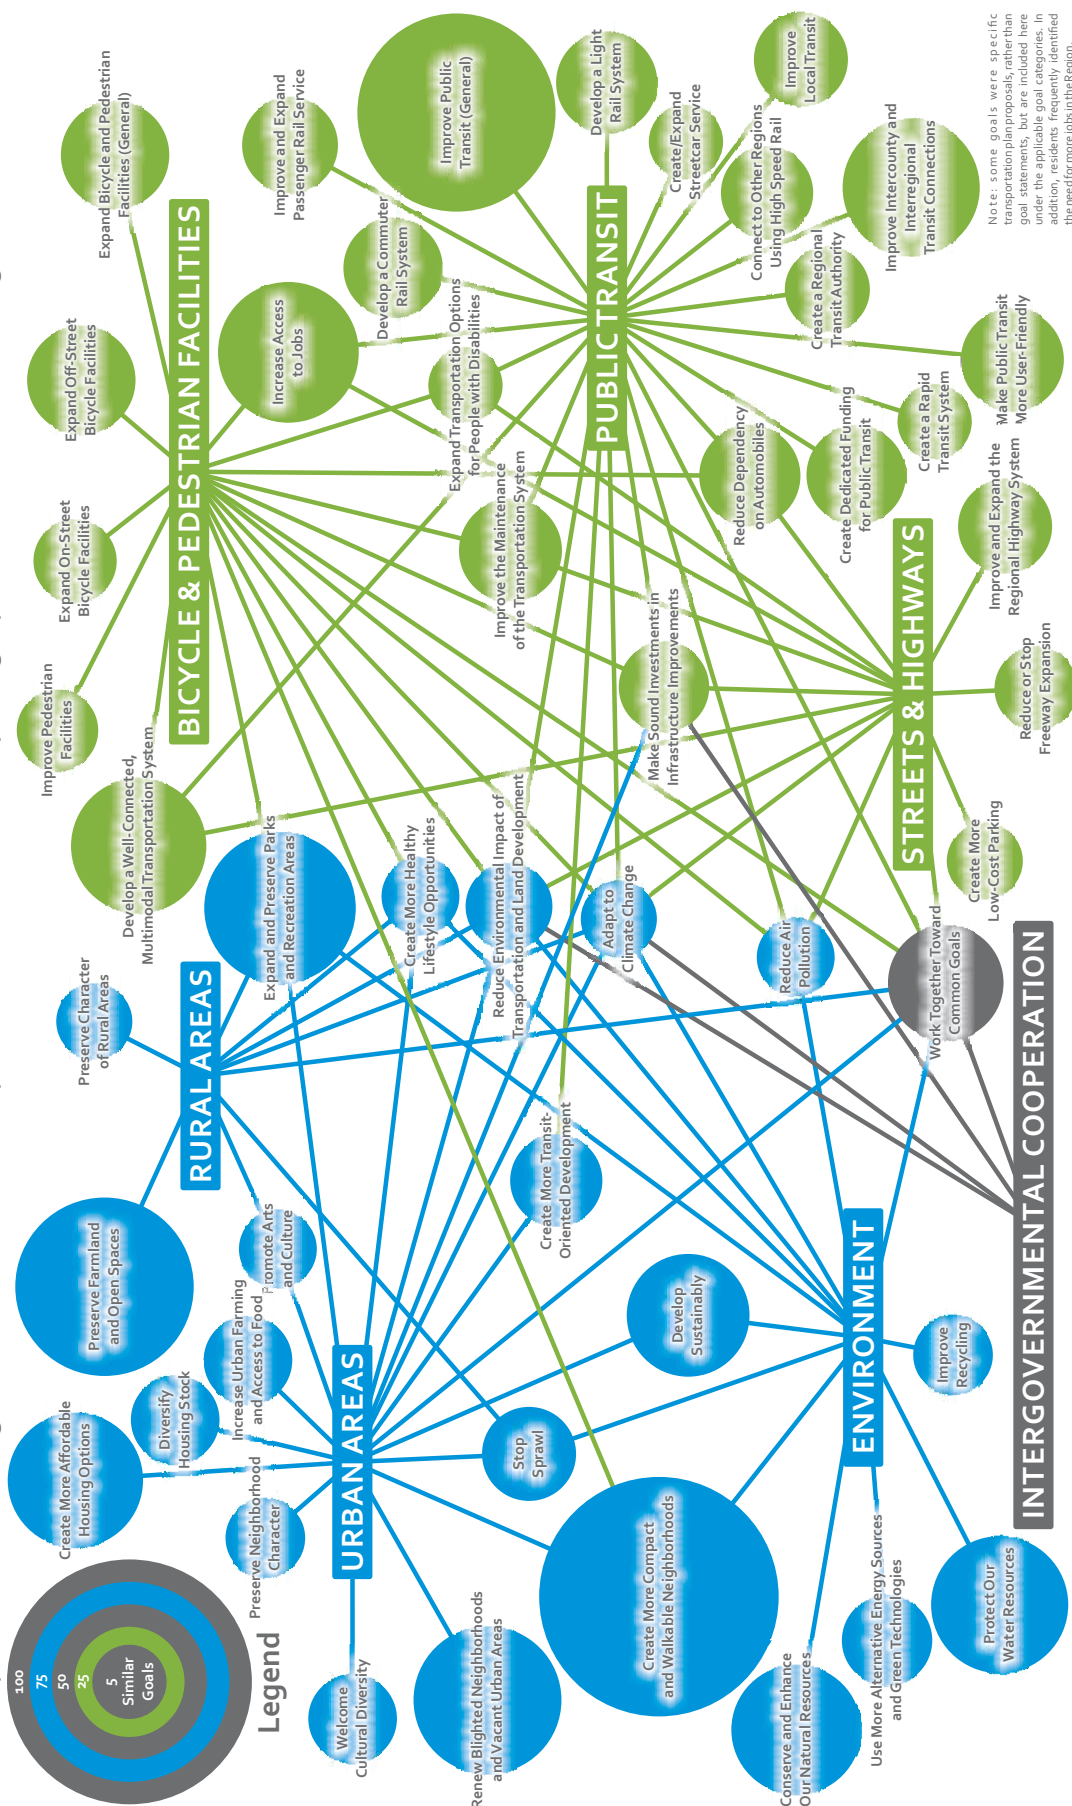 100
75
50
25
5
Similar
Goals
Legend
Create More Affordable
Housing Options
Diversify
Housing Stock
Preserve Neighborhood
Character
Increase Urban Farming
and Access to Food
Promote Arts
and Culture
Welcome
Cultural Diversity
URBAN AREAS
Renew Blighted Neighborhoods
and Vacant Urban Areas
Stop
Sprawl
Create More Compact
and Walkable Neighborhoods
Develop
Sustainably
Create More Transit-
Oriented Development
Preserve Farmland
and Open Spaces
Preserve Character
of Rural Areas
RURAL AREAS
Expand and Preserve Parks
and Recreation Areas
Create More Healthy
Lifestyle Opportunities
Reduce Environmental Impact of
Transportation and Land Development
Adapt to
Climate Change
Reduce Air
Pollution
Conserve and Enhance
Our Natural Resources
ENVIRONMENT
Use More Alternative Energy Sources
and Green Technologies
Improve
Recycling
Protect Our
Water Resources
Work Together Toward
Common Goals
INTERGOVERNMENTAL COOPERATION
Improve Pedestrian
Facilities
Expand On-Street
Bicycle Facilities
Expand Off-Street
Bicycle Facilities
Expand Bicycle and Pedestrian
Facilities (General)
Develop a Well-Connected,
Multimodal Transportation System
BICYCLE & PEDESTRIAN FACILITIES
Increase Access
to Jobs
Improve and Expand
Passenger Rail Service
Develop a Commuter
Rail System
Improve Public
Transit (General)
Expand Transportation Options
for People with Disabilities
Improve the Maintenance
of the Transportation System
Make Sound Investments in
Infrastructure Improvements
PUBLIC TRANSIT
Develop a Light
Rail System
Create/Expand
Streetcar Service
Improve
Local Transit
Connect to Other Regions
Using High Speed Rail
Create a Regional
Transit Authority
Improve Intercounty and
Interregional
Transit Connections
Reduce Dependency
on Automobiles
Create Dedicated Funding
for Public Transit
Create a Rapid
Transit System
Make Public Transit
More User-Friendly
STREETS & HIGHWAYS
Create More
Low-Cost Parking
Improve and Expand the
Regional Highway System
Reduce or Stop
Freeway Expansion
Note: some goals were specific
transportation plan proposals, rather than
goal statements, but are included here
under the applicable goal categories. In
addition, residents frequently identified
the need for more jobs in the Region.